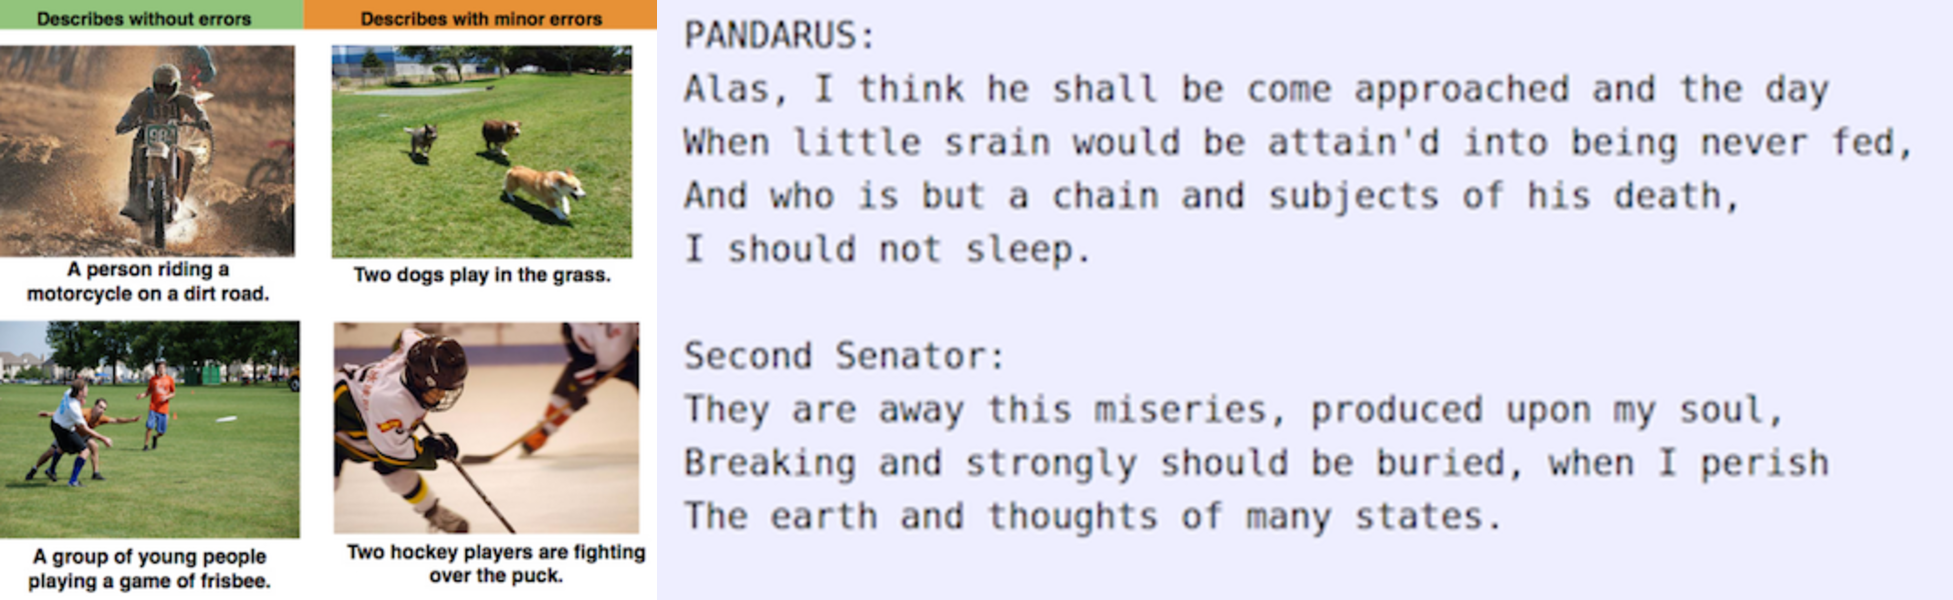 Describes without errors
Describes with minor errors
A person riding a
motorcycle on a dirt road.
Two dogs play in the grass.
A group of young people
playing a game of frisbee.
Two hockey players are fighting
over the puck.
PANDARUS:
Alas, I think he shall be come approached and the day
When little srain would be attain'd into being never fed,
And who is but a chain and subjects of his death,
I should not sleep.
Second Senator:
They are away this miseries, produced upon my soul,
Breaking and strongly should be buried, when I perish
The earth and thoughts of many states.